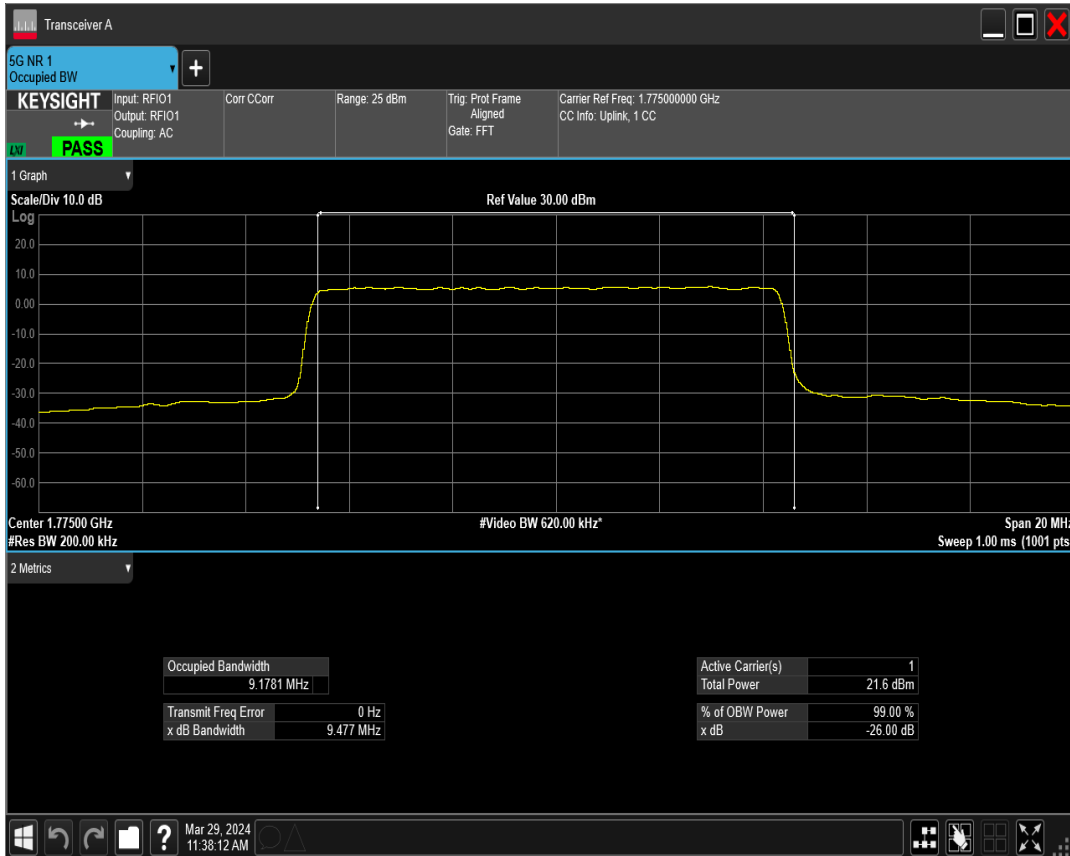 Transceiver A
5G NR 1
Occupied BW
KEYSIGHT
Input: RFIO1
Output: RFIO1
Coupling: AC
Corr CCorr
Range: 25 dBm
Trig: Prot Frame
Aligned
Gate: FFT
Carrier Ref Freq: 1.775000000 GHz
CC Info: Uplink, 1 CC
LXI
PASS
1 Graph
Scale/Div 10.0 dB
Ref Value 30.00 dBm
Log
20.0
10.0
0.00
-10.0
-20.0
-30.0
-40.0
-50.0
-60.0
Center 1.77500 GHz
#Video BW 620.00 kHz*
Span 20 MHz
#Res BW 200.00 kHz
Sweep 1.00 ms (1001 pts
2 Metrics
Occupied Bandwidth
9.1781 MHz
Transmit Freq Error 0 Hz
x dB Bandwidth 9.477 MHz
Active Carrier(s) 1
Total Power 21.6 dBm
% of OBW Power 99.00 %
x dB -26.00 dB
Mar 29, 2024
11:38:12 AM